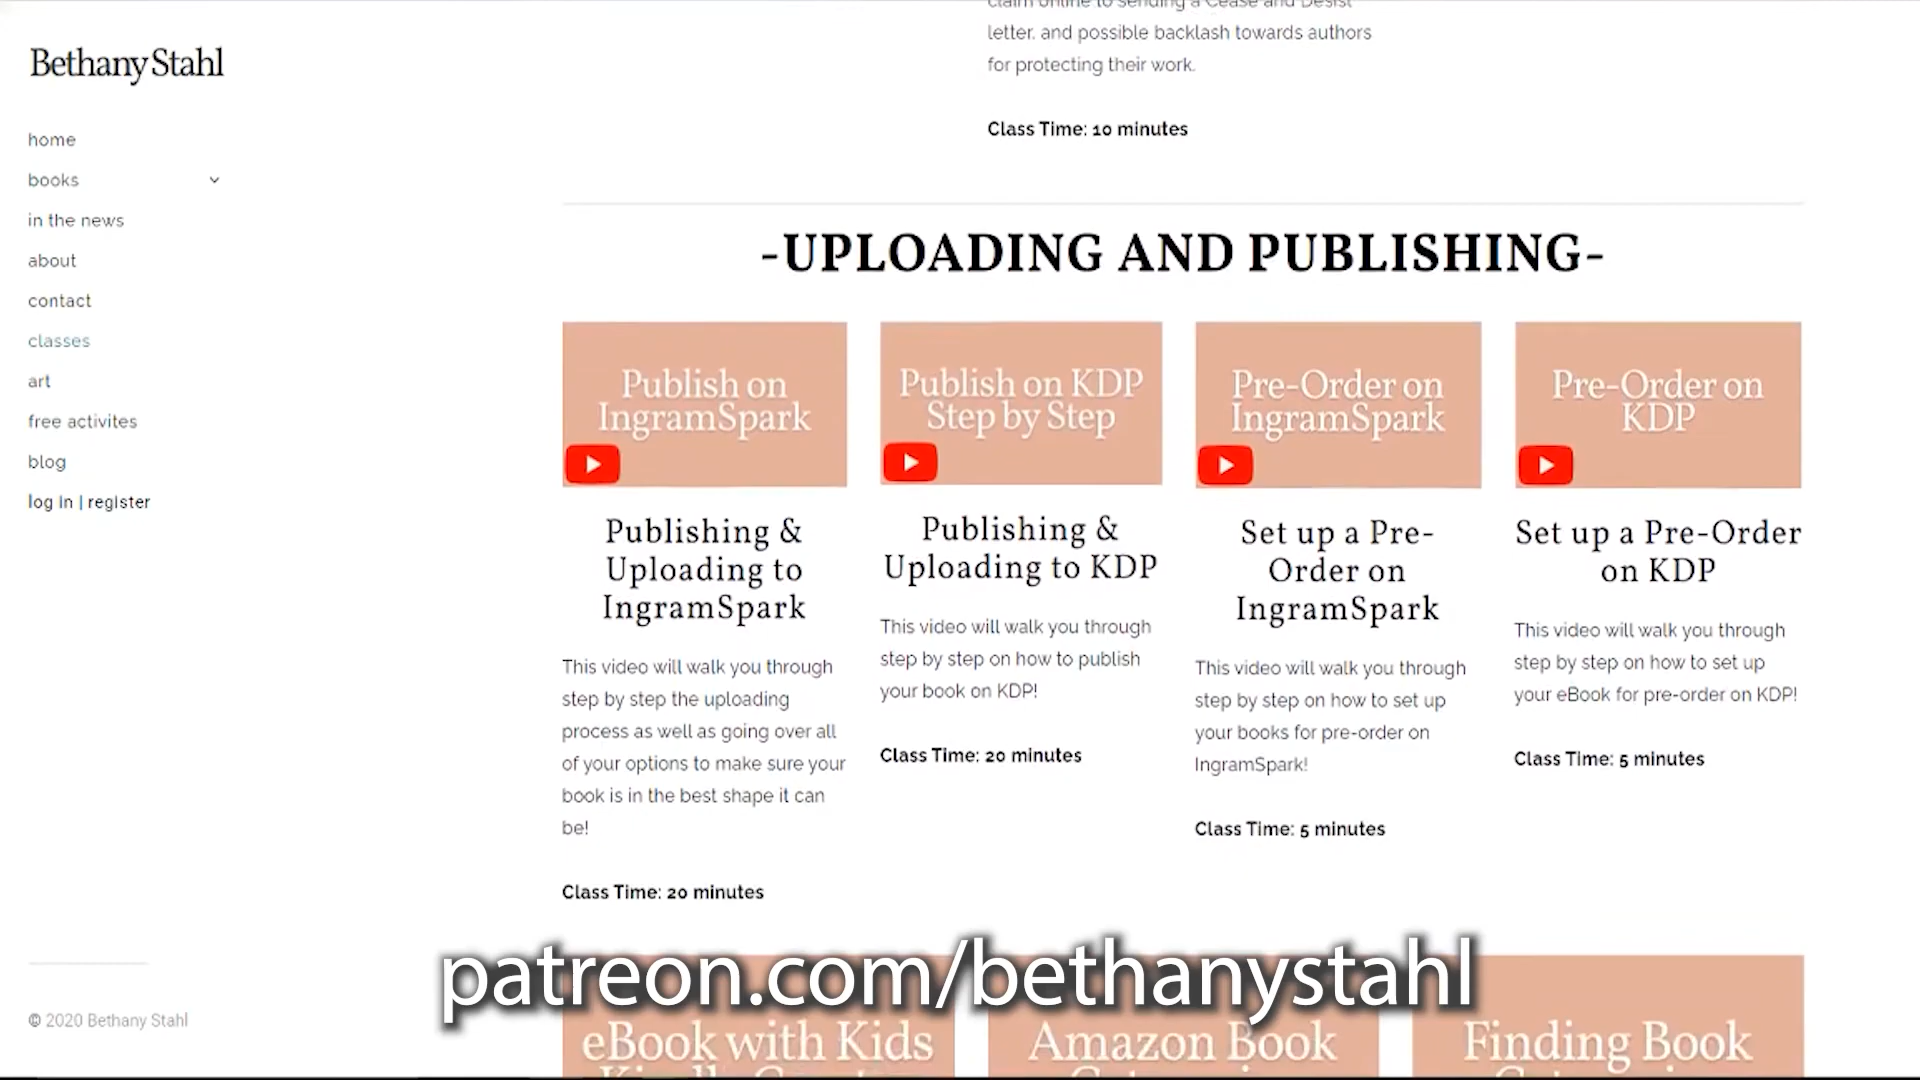 claim online to sending a Cease and Desist
letter. and possible backlash towards authors
for protecting their work.
Class Time: 10 minutes
Bethany Stahl
home
books
in the news
about
contact
classes
art
free activites
blog
log in | register
© 2020 Bethany Stahl
-UPLOADING AND PUBLISHING-
Publish on
IngramSpark
Publishing &
Uploading to
IngramSpark
This video will walk you through
step by step the uploading
process as well as going over all
of your options to make sure your
book is in the best shape it can
be!
Class Time: 20 minutes
Publish on KDP
Step by Step
Publishing &
Uploading to KDP
This video will walk you through
step by step on how to publish
your book on KDP!
Class Time: 20 minutes
Pre-Order on
IngramSpark
Set up a Pre-
Order on
IngramSpark
This video will walk you through
step by step on how to set up
your books for pre-order on
IngramSpark!
Class Time: 5 minutes
Pre-Order on
KDP
Set up a Pre-Order
on KDP
This video will walk you through
step by step on how to set up
your eBook for pre-order on KDP!
Class Time: 5 minutes
patreon.com/bethanystahl
eBook with Kids
Amazon Book
Finding Book